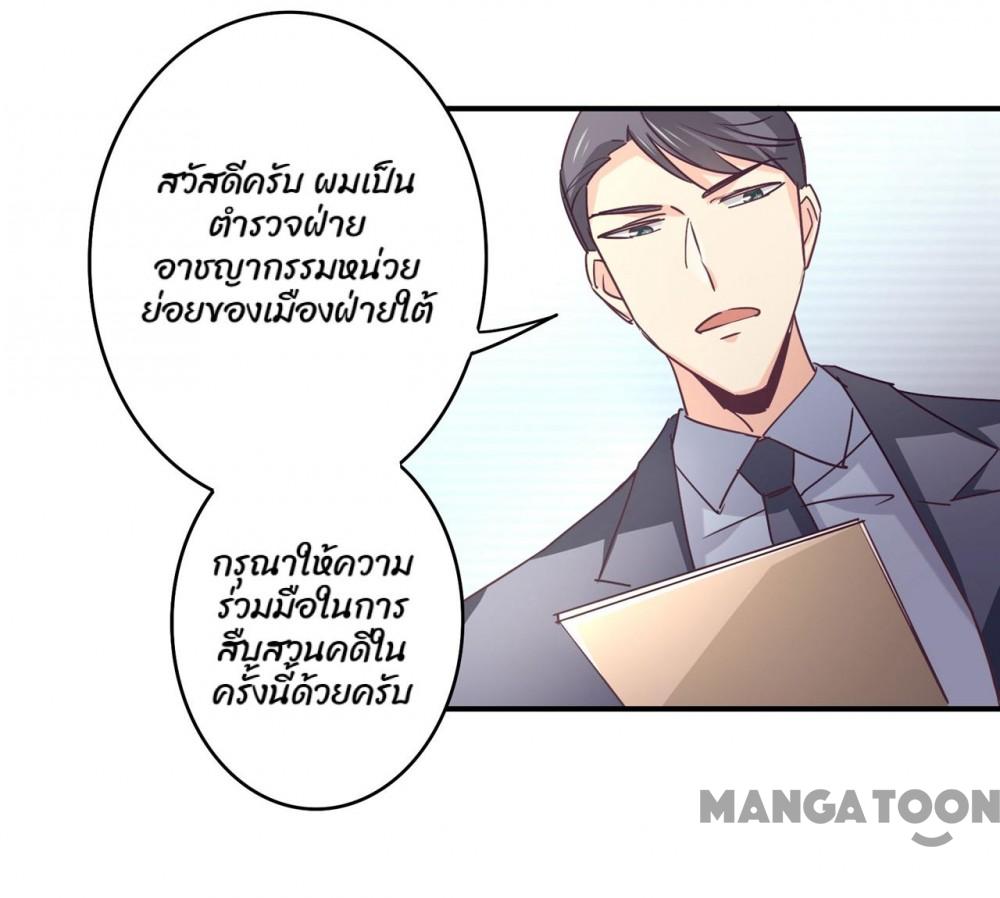 สวัสดีครับ ผมเป็น
ตำรวจฝ่าย
อาชญากรรมหน่วย
ย่อยของเมืองฝ่ายใต้
กรุณาให้ความ
ร่วมมือในการ
สืบสวนคดีใน
ครั้งนี้ด้วยครับ
MANGATOON